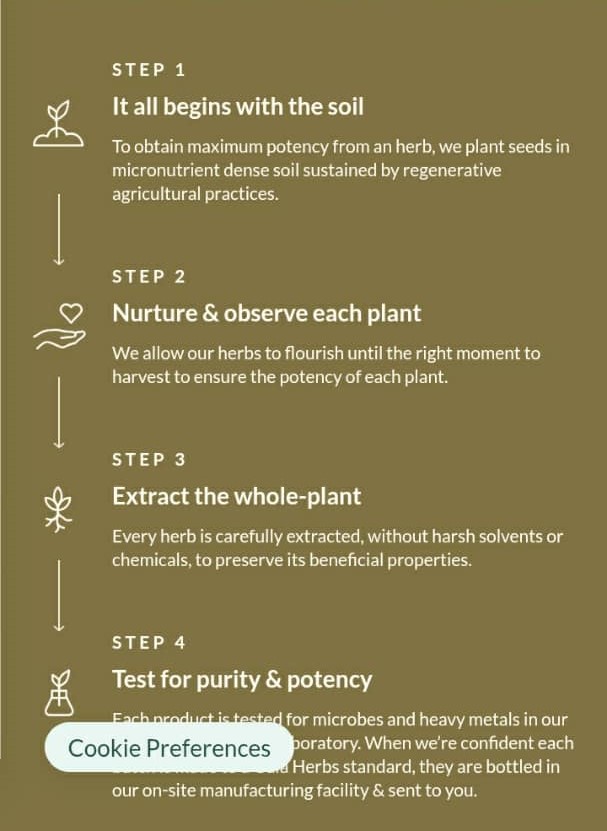 STEP 1
It all begins with the soil
To obtain maximum potency from an herb, we plant seeds in
micronutrient dense soil sustained by regenerative
agricultural practices.
STEP 2
Nurture & observe each plant
We allow our herbs to flourish until the right moment to
harvest to ensure the potency of each plant.
STEP 3
Extract the whole-plant
Every herb is carefully extracted, without harsh solvents or
chemicals, to preserve its beneficial properties.
STEP 4
Test for purity & potency
Each product is tested for microbes and heavy metals in our
Cookie Preferences
When we’re confident each
Herbs standard, they are bottled in
our on-site manufacturing facility & sent to you.